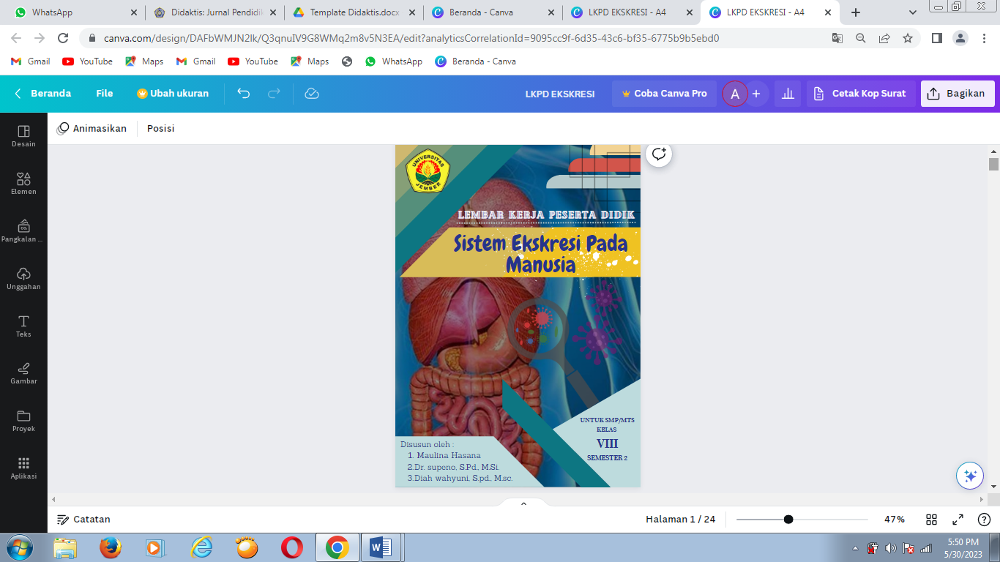 WhatsApp
Didaktis: Jurnal Pendidik
Template Didaktis.docx
Beranda - Canva
LKPD EKSKRESI - A4
LKPD EKSKRESI - A4
canva.com/design/DAFbWMJN2lk/Q3qnuIV9G8WMq2m8v5N3EA/edit?analyticsCorrelationId=9095cc9f-6d35-43c6-bf35-6775b9b5ebd0
Gmail
YouTube
Maps
Gmail
YouTube
Maps
WhatsApp
Beranda - Canva
Beranda
File
Ubah ukuran
LKPD EKSKRESI
Coba Canva Pro
A
Cetak Kop Surat
Bagikan
Animasikan
Posisi
Desain
Elemen
CO.
Pangkalan ...
Unggahan
Teks
Gambar
Proyek
Aplikasi
UNIVERSITAS
JEMBER
LEMBAR KERJA PESERTA DIDIK
Sistem Ekskresi Pada
Manusia
UNTUK SMP/MTS
KELAS
VIII
SEMESTER 2
Disusun oleh :
1. Maulina Hasana
2.Dr. supeno, S.Pd., M.Si.
3.Diah wahyuni, S.pd., M.sc.
Catatan
Halaman 1 / 24
47%
5:50 PM
5/30/2023